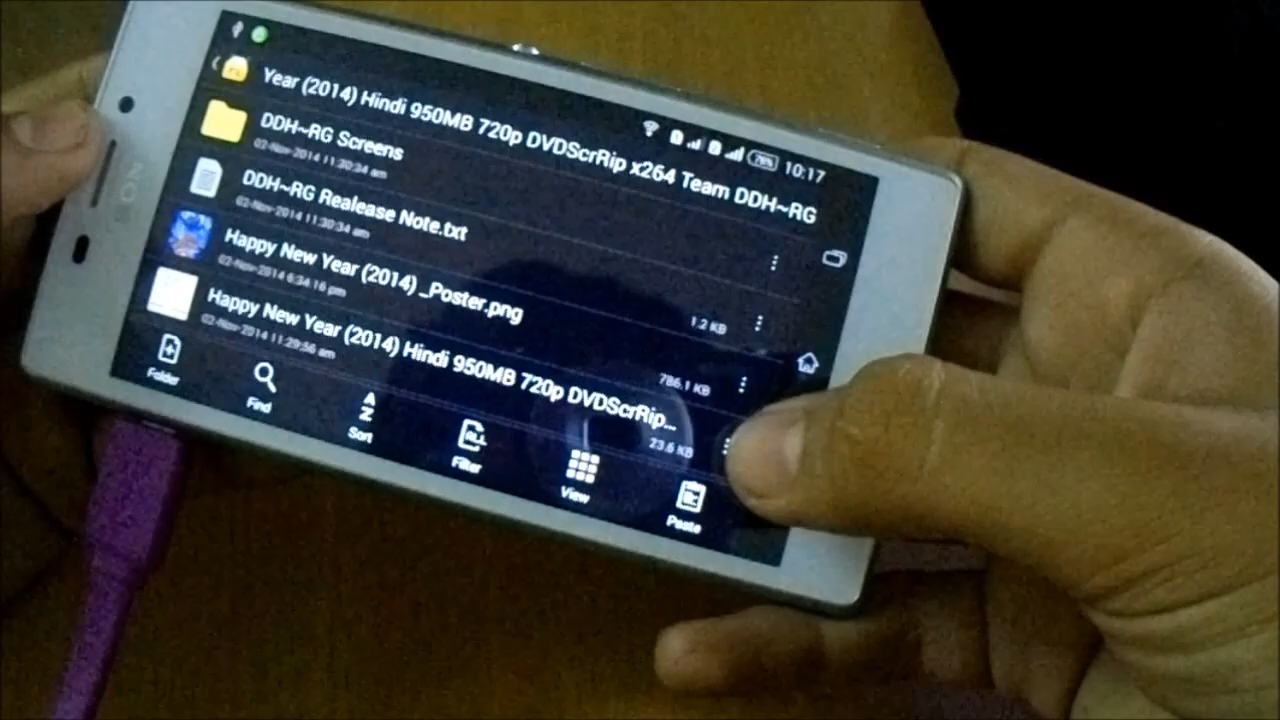 76% 10:17
Year (2014) Hindi 950MB 720p DVDScrRip x264 Team DDH~RG
DDH~RG Screens
02-Nov-2014 11:30:34 am
DDH~RG Realease Note.txt
02-Nov-2014 11:30:34 am
1.2 KB
Happy New Year (2014) _Poster.png
02-Nov-2014 6:34:16 pm
786.1 KB
Happy New Year (2014) Hindi 950MB 720p DVDScrRip...
02-Nov-2014 11:29:56 am
23.6 KB
Folder
Find
A Z
Sort
ALL
Filter
View
Paste
SONY